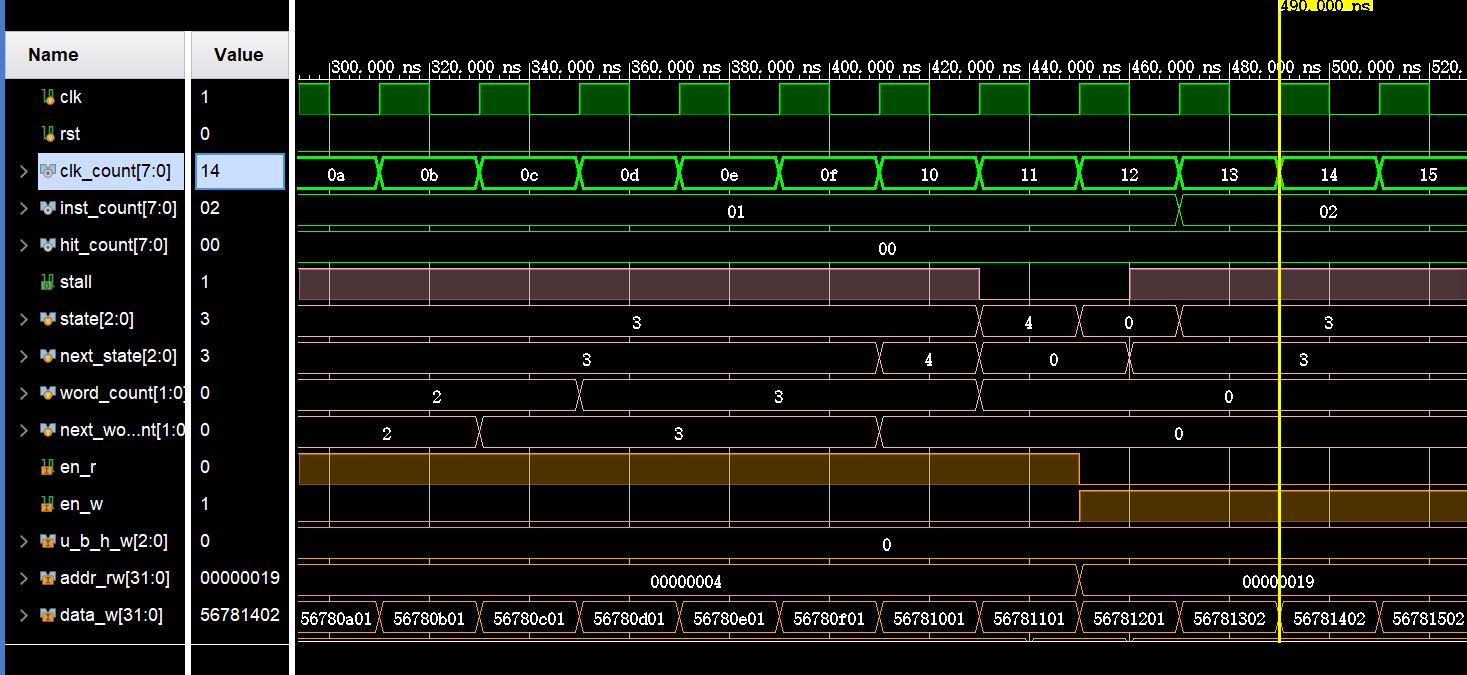 490.000 ns
Name Value
300.000 ns 320.000 ns 340.000 ns 360.000 ns 380.000 ns 400.000 ns 420.000 ns 440.000 ns 460.000 ns 480.000 ns 500.000 ns 520.
clk 1
rst 0
clk_count[7:0] 14 0a 0b 0c 0d 0e 0f 10 11 12 13 14 15
inst_count[7:0] 02 01 02
hit_count[7:0] 00 00
stall 1
state[2:0] 3 3 4 0 3
next_state[2:0] 3 3 4 0 3
word_count[1:0] 0 2 3 0
next_wo...nt[1:0 0 2 3 0
en_r 0
en_w 1
u_b_h_w[2:0] 0 0
addr_rw[31:0] 00000019 00000004 00000019
data_w[31:0] 56781402 56780a01 56780b01 56780c01 56780d01 56780e01 56780f01 56781001 56781101 56781201 56781302 56781402 56781502